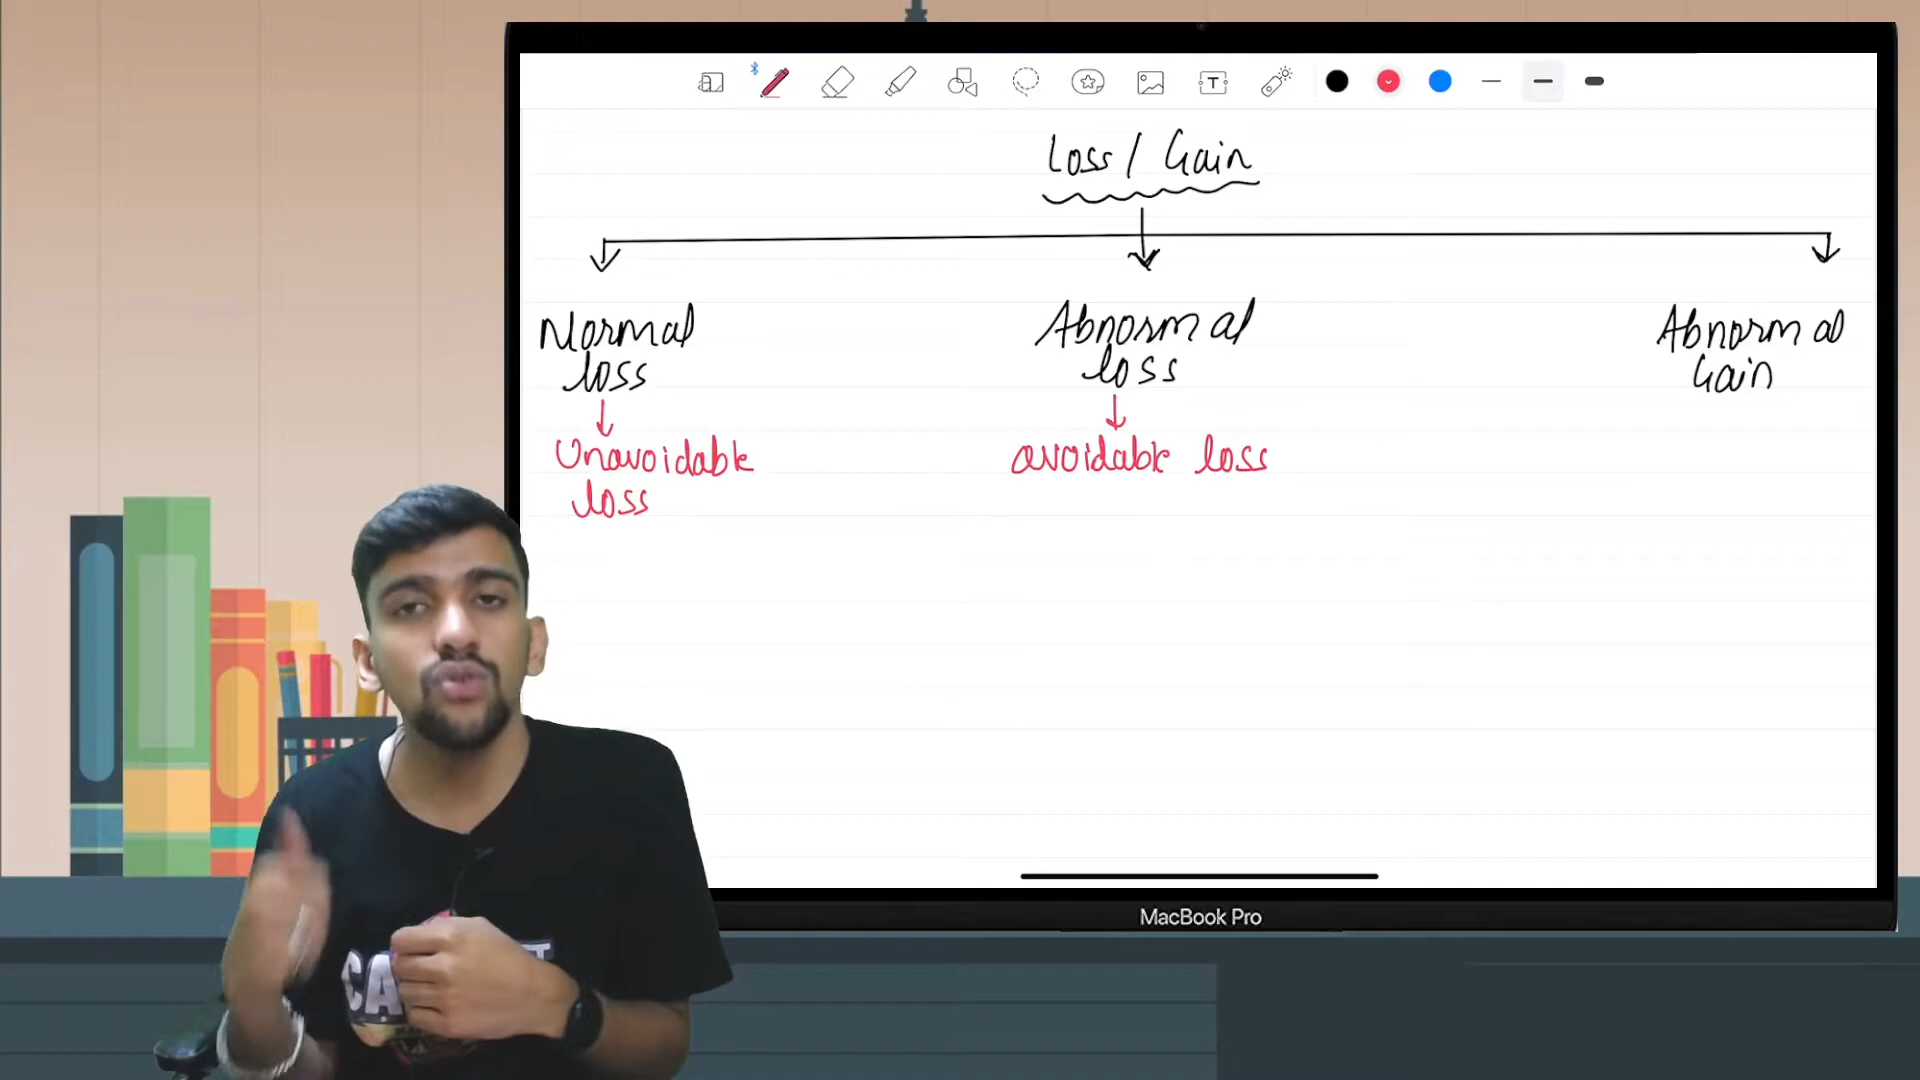 Loss / Gain
Normal
loss
Abnormal
loss
Abnormal
Gain
Unavoidable
loss
avoidable loss
MacBook Pro